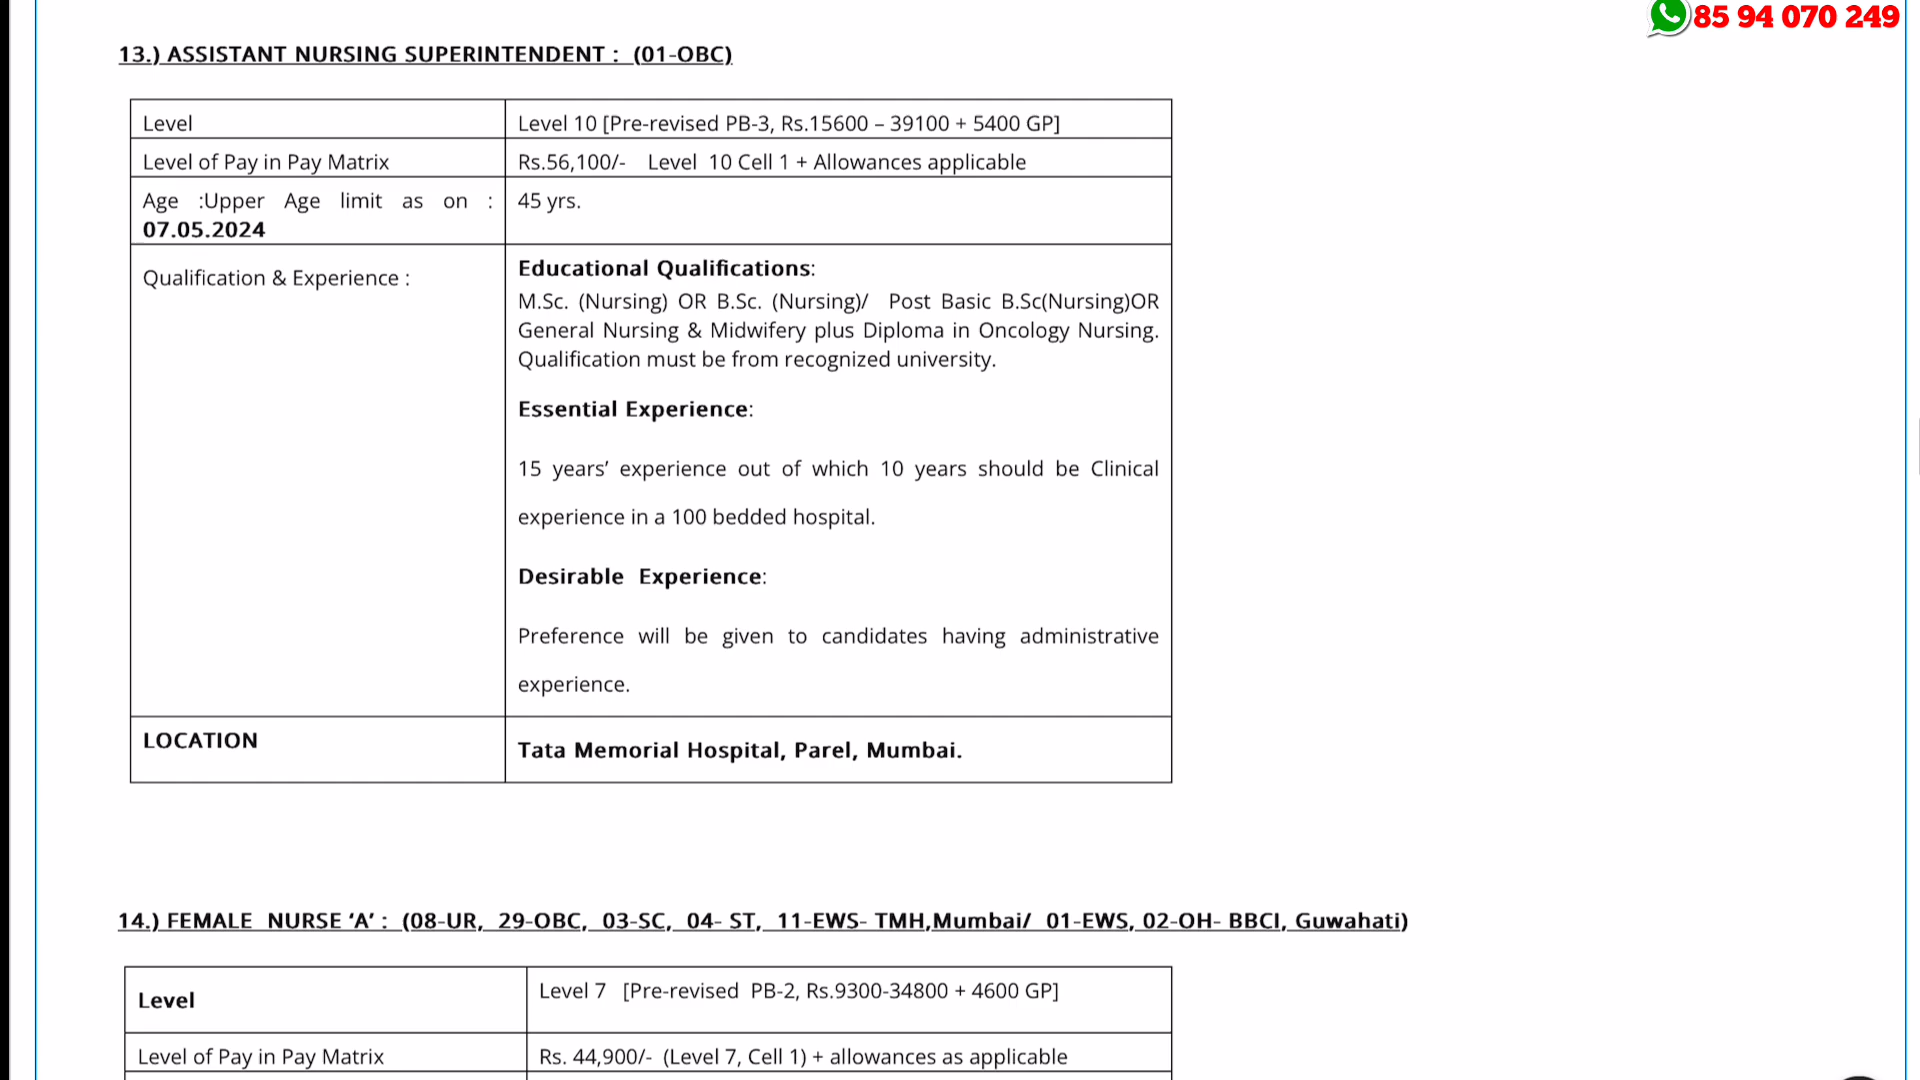 85 94 070 249
13.) ASSISTANT NURSING SUPERINTENDENT : (01-OBC)
Level
Level 10 [Pre-revised PB-3, Rs.15600 – 39100 + 5400 GP]
Level of Pay in Pay Matrix
Rs.56,100/- Level 10 Cell 1 + Allowances applicable
Age :Upper Age limit as on :
07.05.2024
45 yrs.
Qualification & Experience :
Educational Qualifications:
M.Sc. (Nursing) OR B.Sc. (Nursing)/ Post Basic B.Sc(Nursing)OR
General Nursing & Midwifery plus Diploma in Oncology Nursing.
Qualification must be from recognized university.
Essential Experience:
15 years’ experience out of which 10 years should be Clinical
experience in a 100 bedded hospital.
Desirable Experience:
Preference will be given to candidates having administrative
experience.
LOCATION
Tata Memorial Hospital, Parel, Mumbai.
14.) FEMALE NURSE ‘A’ : (08-UR, 29-OBC, 03-SC, 04- ST, 11-EWS- TMH,Mumbai/ 01-EWS, 02-OH- BBCI, Guwahati)
Level
Level 7 [Pre-revised PB-2, Rs.9300-34800 + 4600 GP]
Level of Pay in Pay Matrix
Rs. 44,900/- (Level 7, Cell 1) + allowances as applicable